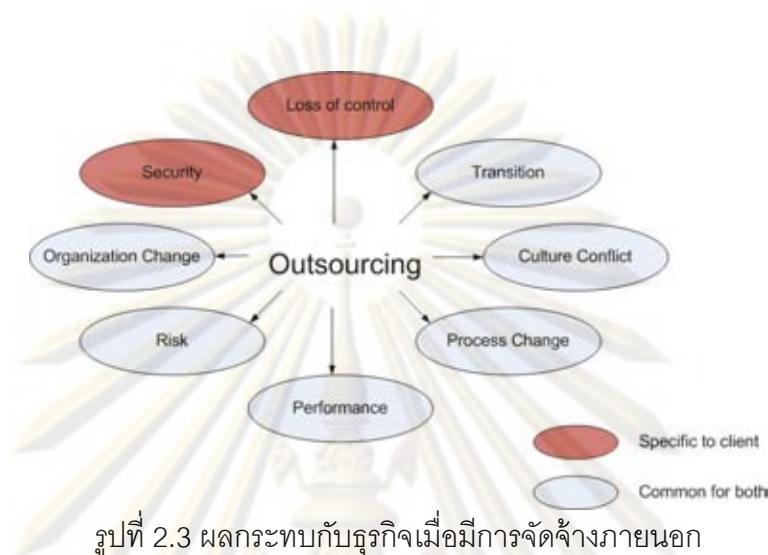 Loss of control
Security
Transition
Organization Change
Outsourcing
Culture Conflict
Risk
Process Change
Performance
Specific to client
Common for both
รูปที่ 2.3 ผลกระทบกับธุรกิจเมื่อมีการจัดจ้างภายนอก